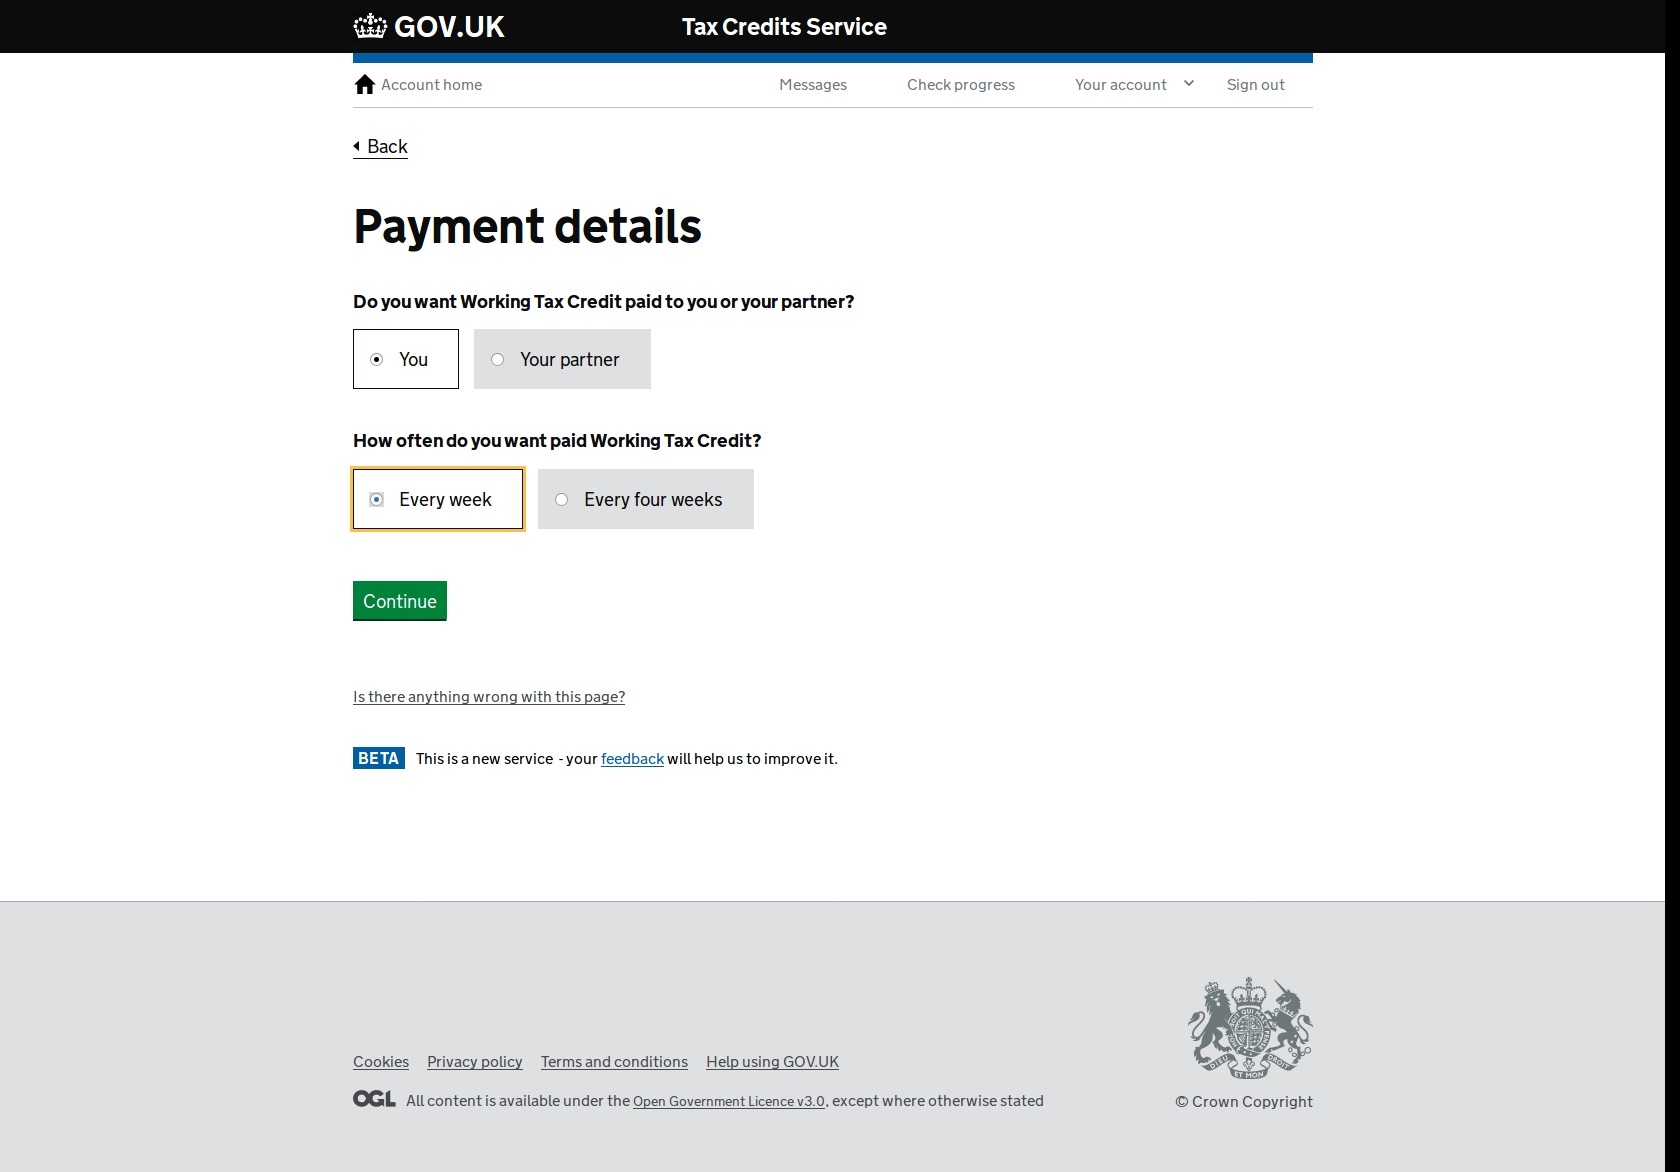 GOV.UK
Tax Credits Service
Account home
Messages
Check progress
Your account
Sign out
Back
Payment details
Do you want Working Tax Credit paid to you or your partner?
You
Your partner
How often do you want paid Working Tax Credit?
Every week
Every four weeks
Continue
Is there anything wrong with this page?
BETA This is a new service - your feedback will help us to improve it.
Cookies
Privacy policy
Terms and conditions
Help using GOV.UK
OGL All content is available under the Open Government Licence v3.0, except where otherwise stated
DIEU ET MON DROIT
© Crown Copyright